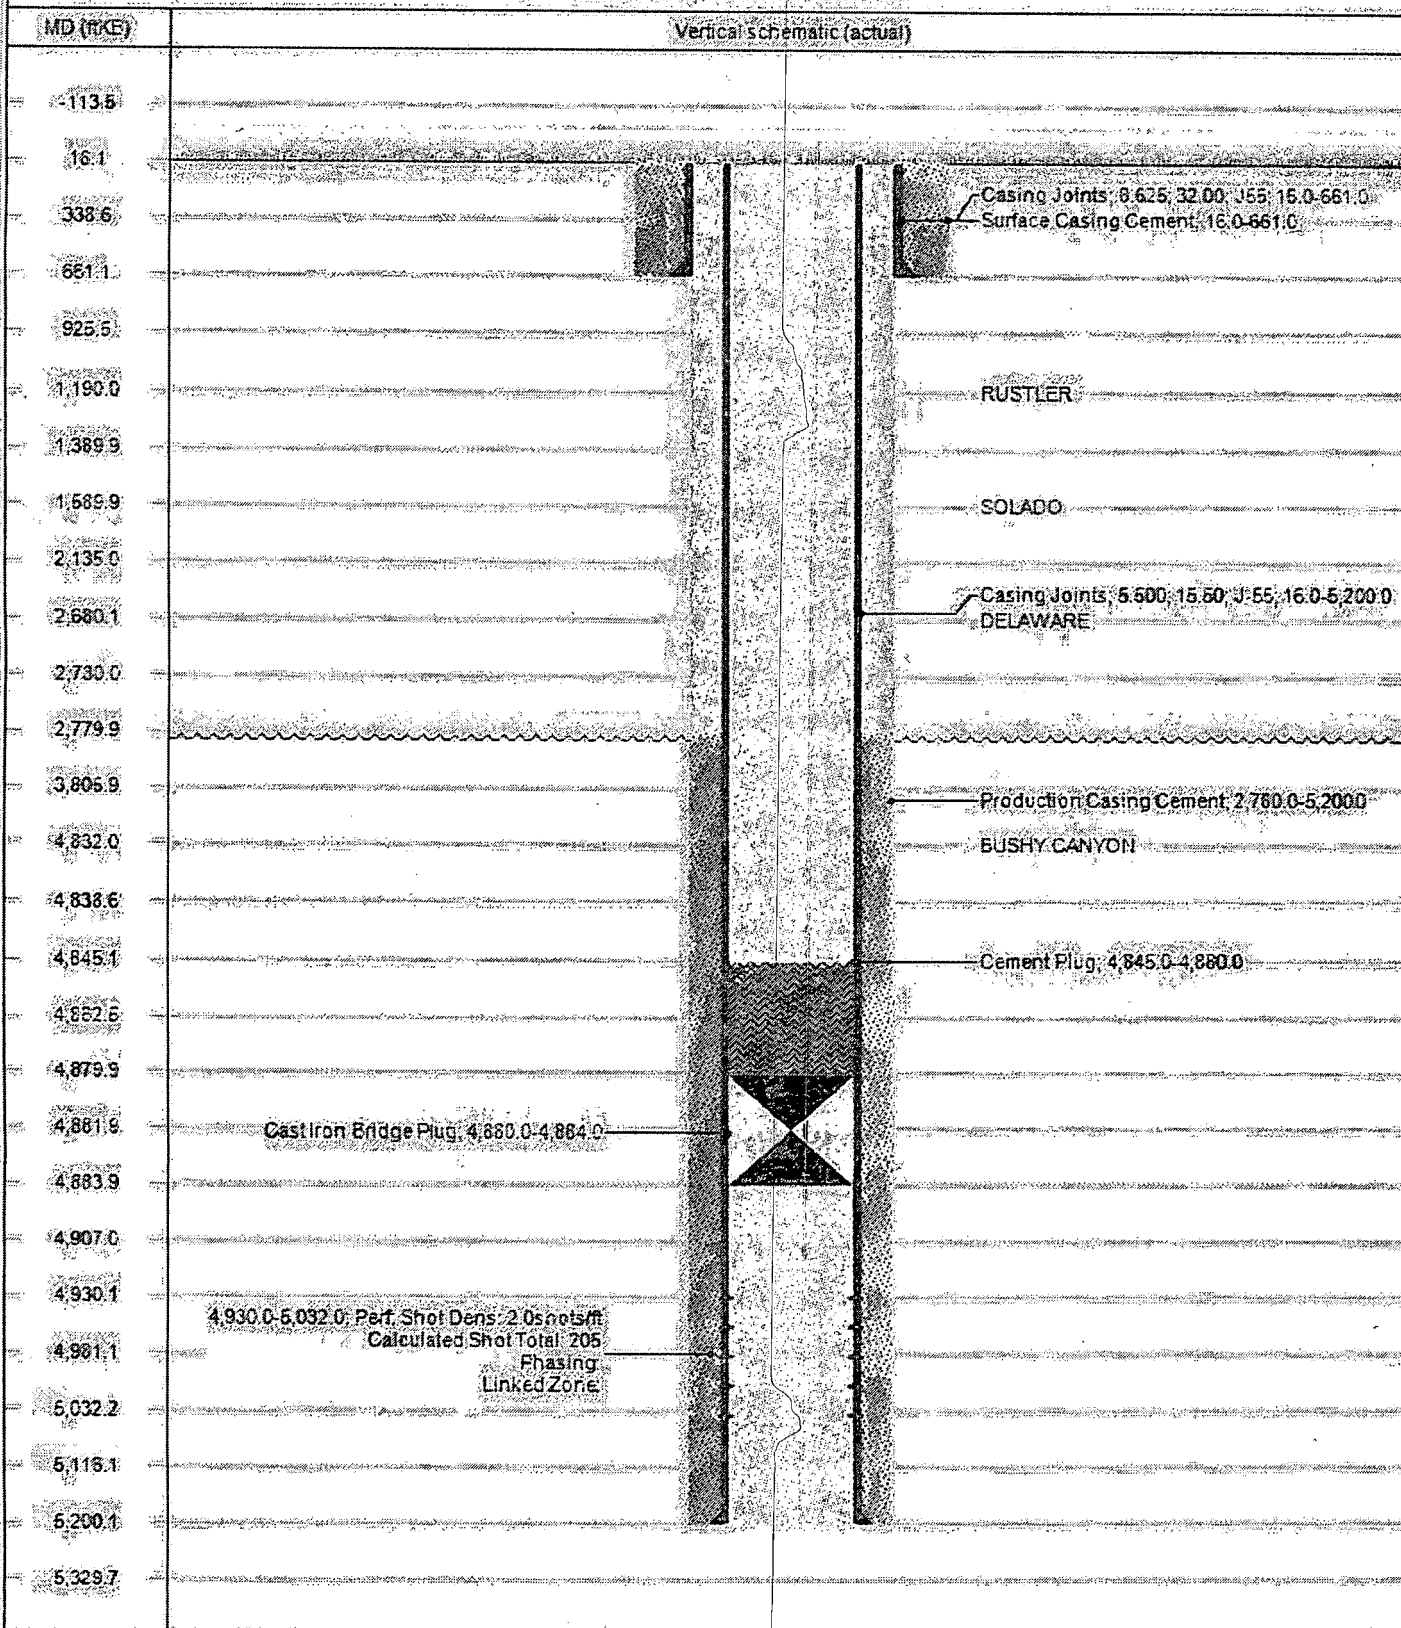 MD (ftKB)
Vertical schematic (actual)
-113.5
16.1
338.6
661.1
925.5
1,190.0
1,389.9
1,589.9
2,135.0
2,680.1
2,730.0
2,779.9
3,805.9
4,832.0
4,838.6
4,845.1
4,862.5
4,879.9
4,881.9
4,883.9
4,907.0
4,930.1
4,981.1
5,032.2
5,116.1
5,200.1
5,329.7
Casing Joints; 8.625; 32.00; J55; 16.0-661.0
Surface Casing Cement; 16.0-661.0
RUSTLER
SOLADO
Casing Joints; 5.500; 15.50; J-55; 16.0-5,200.0
DELAWARE
Production Casing Cement; 2,780.0-5,200.0
BUSHY CANYON
Cement Plug; 4,845.0-4,880.0
Cast Iron Bridge Plug; 4,880.0-4,884.0
4,930.0-5,032.0; Perf; Shot Dens: 2.0shots/ft
Calculated Shot Total: 205
Phasing:
Linked Zone: